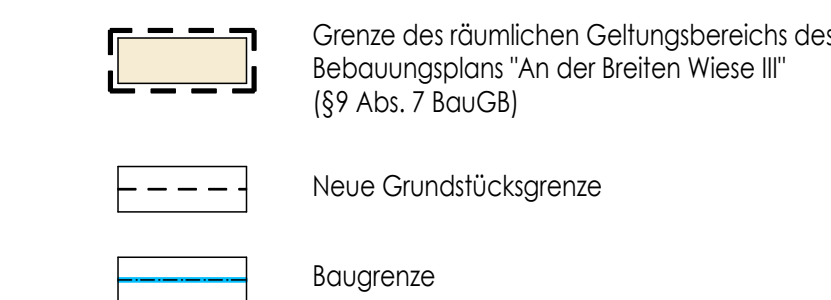 Grenze des räumlichen Geltungsbereichs des
Bebauungsplans "An der Breiten Wiese III"
(§9 Abs. 7 BauGB)
Neue Grundstücksgrenze
Baugrenze